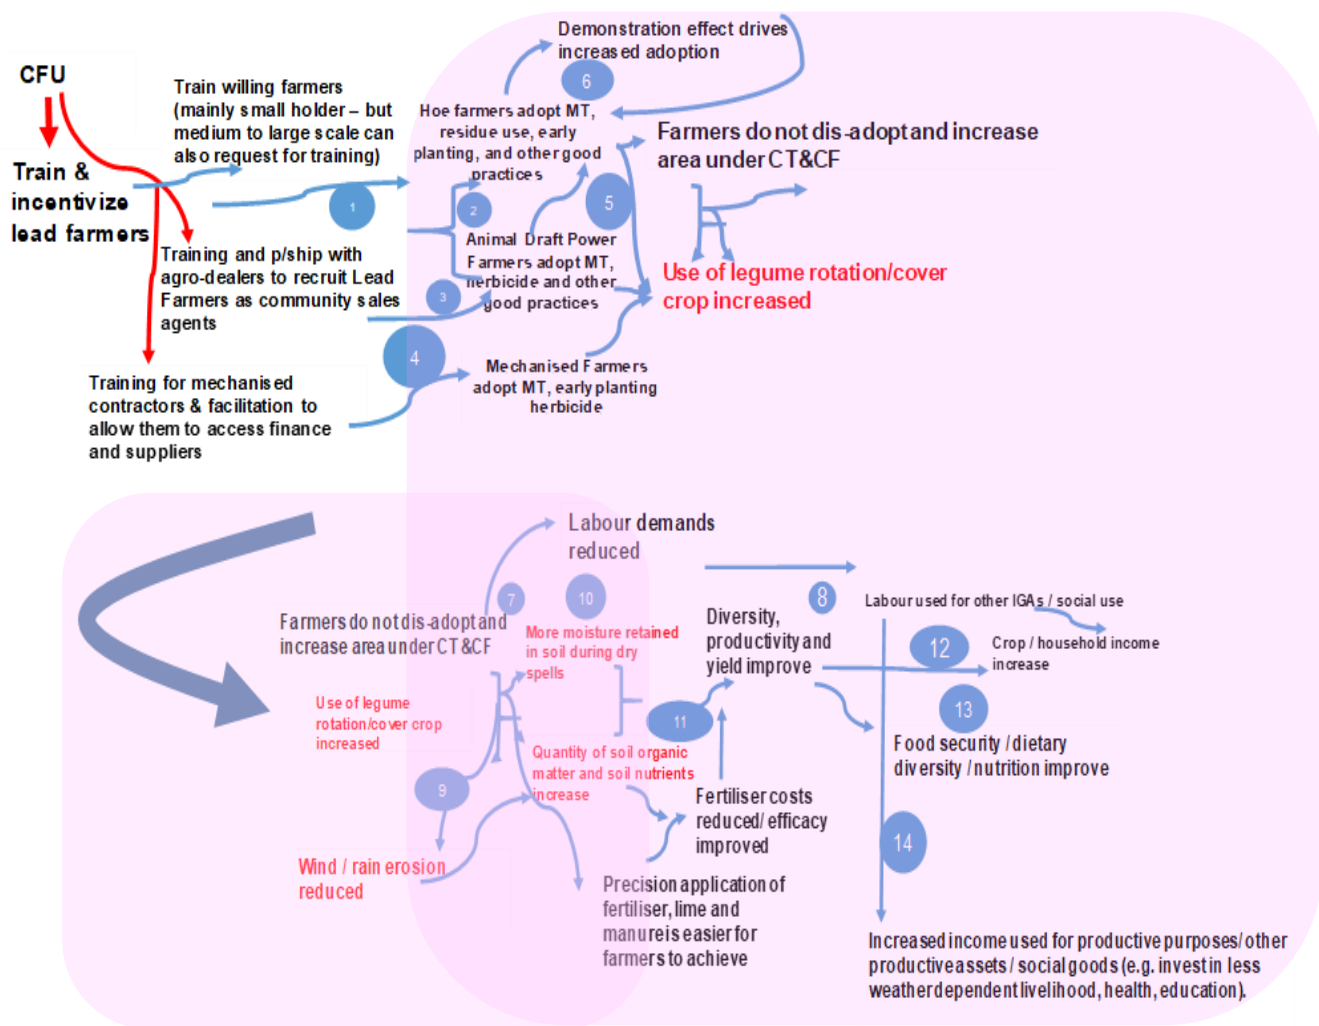 CFU
Train &
incentivize
lead farmers
Train willing farmers
(mainly small holder – but
medium to large scale can
also request for training)
1
Training and p/ship with
agro-dealers to recruit Lead
Farmers as community sales
agents
Training for mechanised
contractors & facilitation to
allow them to access finance
and suppliers
Demonstration effect drives
increased adoption
6
Hoe farmers adopt MT,
residue use, early
planting, and other good
practices
2
5
Animal Draft Power
Farmers adopt MT,
herbicide and other
good practices
3
4
Mechanised Farmers
adopt MT, early planting
herbicide
Farmers do not dis-adopt and increase
area under CT&CF
Use of legume rotation/cover
crop increased
Labour demands
reduced
7
10
8
Farmers do not dis-adopt and
increase area under CT&CF
More moisture retained
in soil during dry
spells
Diversity,
productivity and
yield improve
Labour used for other IGAs / social use
12
Crop / household income
increase
Use of legume
rotation/cover crop
increased
11
13
Quantity of soil organic
matter and soil nutrients
increase
Food security / dietary
diversity / nutrition improve
9
Fertiliser costs
reduced/ efficacy
improved
14
Wind / rain erosion
reduced
Precision application of
fertiliser, lime and
manure is easier for
farmers to achieve
Increased income used for productive purposes/ other
productive assets / social goods (e.g. invest in less
weather dependent livelihood, health, education).